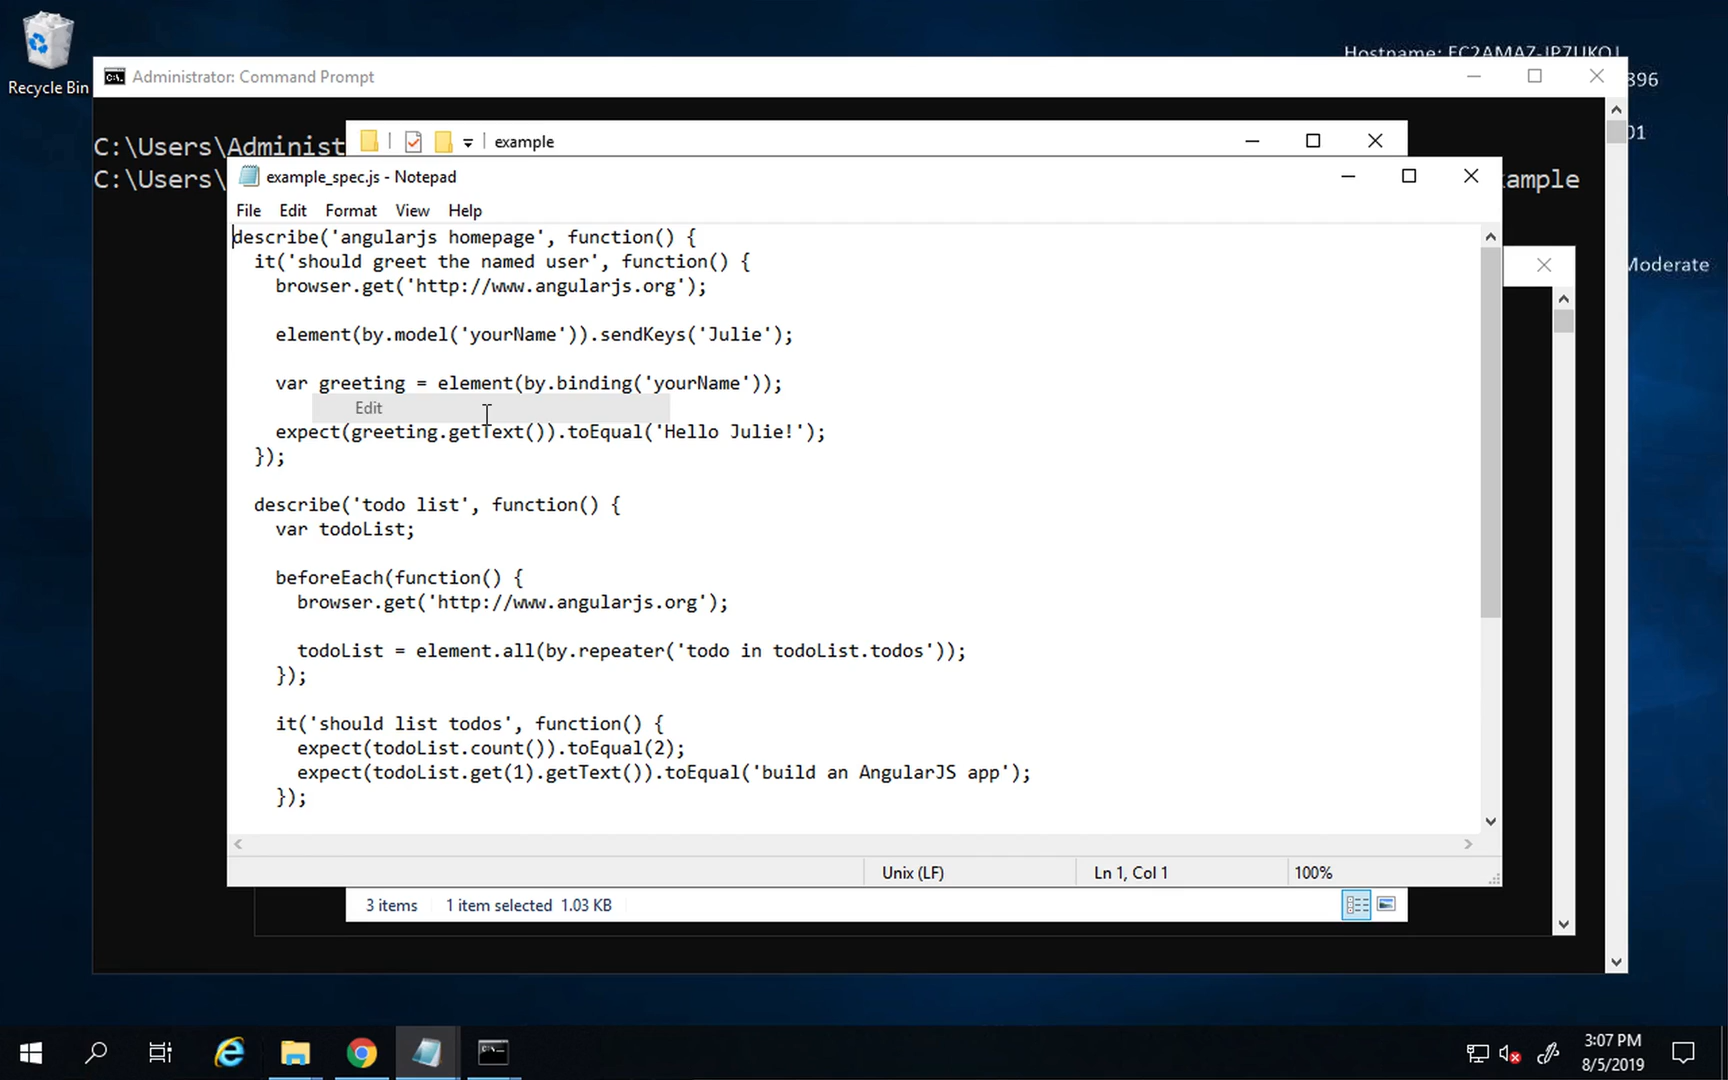 Recycle Bin
Hostname: EC2AMAZ-JP7UKOJ
396
01
Moderate
Administrator: Command Prompt
C:\Users\Administ
C:\Users\
ample
example
example_spec.js - Notepad
File Edit Format View Help
describe('angularjs homepage', function() {
  it('should greet the named user', function() {
    browser.get('http://www.angularjs.org');
    element(by.model('yourName')).sendKeys('Julie');
    var greeting = element(by.binding('yourName'));
Edit
    expect(greeting.getText()).toEqual('Hello Julie!');
  });
  describe('todo list', function() {
    var todoList;
    beforeEach(function() {
      browser.get('http://www.angularjs.org');
      todoList = element.all(by.repeater('todo in todoList.todos'));
    });
    it('should list todos', function() {
      expect(todoList.count()).toEqual(2);
      expect(todoList.get(1).getText()).toEqual('build an AngularJS app');
    });
Unix (LF) Ln 1, Col 1 100%
3 items 1 item selected 1.03 KB
3:07 PM
8/5/2019